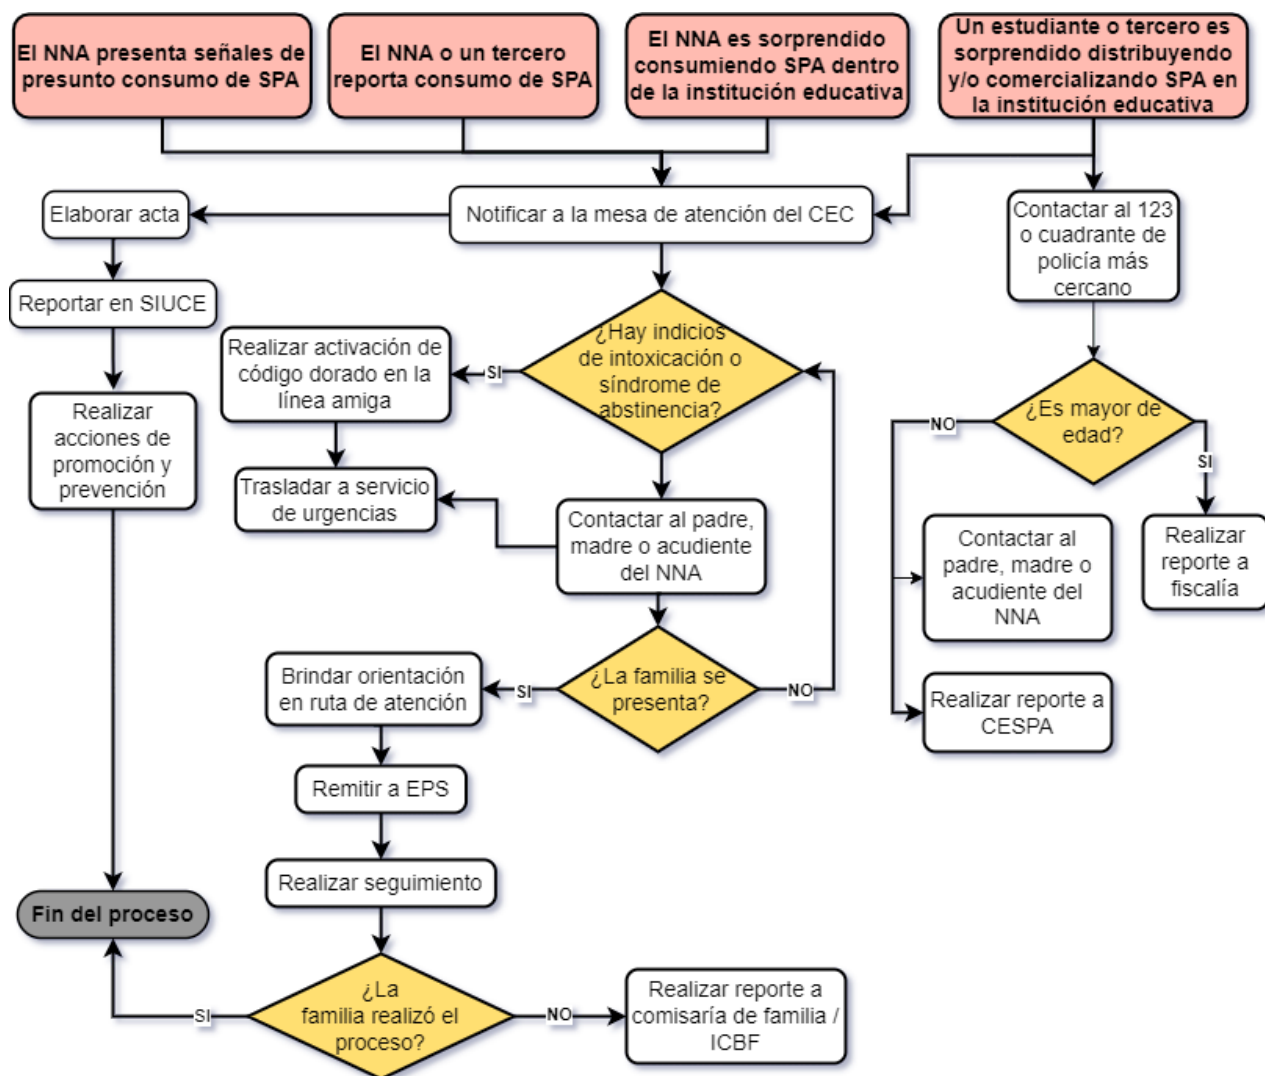 El NNA presenta señales de
presunto consumo de SPA
El NNA o un tercero
reporta consumo de SPA
El NNA es sorprendido
consumiendo SPA dentro
de la institución educativa
Un estudiante o tercero es
sorprendido distribuyendo
y/o comercializando SPA en
la institución educativa
Elaborar acta
Notificar a la mesa de atención del CEC
Contactar al 123
o cuadrante de
policía más
cercano
Reportar en SIUCE
Realizar activación de
código dorado en la
línea amiga
SI
¿Hay indicios
de intoxicación o
síndrome de
abstinencia?
Realizar
acciones de
promoción y
prevención
NO
¿Es mayor de
edad?
SI
Trasladar a servicio
de urgencias
Contactar al padre,
madre o acudiente
del NNA
Contactar al
padre, madre o
acudiente del
NNA
Realizar
reporte a
fiscalía
Brindar orientación
en ruta de atención
SI
¿La familia se
presenta?
NO
Realizar reporte a
CESPA
Remitir a EPS
Realizar seguimiento
Fin del proceso
SI
¿La
familia realizó el
proceso?
NO
Realizar reporte a
comisaría de familia /
ICBF